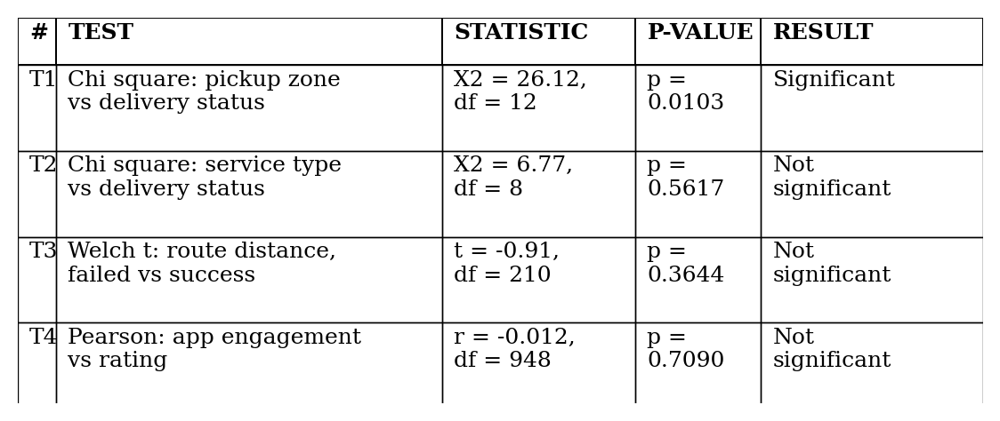 # TEST STATISTIC P-VALUE RESULT
T1 Chi square: pickup zone X2 = 26.12, p = Significant
vs delivery status df = 12 0.0103
T2 Chi square: service type X2 = 6.77, p = Not
vs delivery status df = 8 0.5617 significant
T3 Welch t: route distance, t = -0.91, p = Not
failed vs success df = 210 0.3644 significant
T4 Pearson: app engagement r = -0.012, p = Not
vs rating df = 948 0.7090 significant